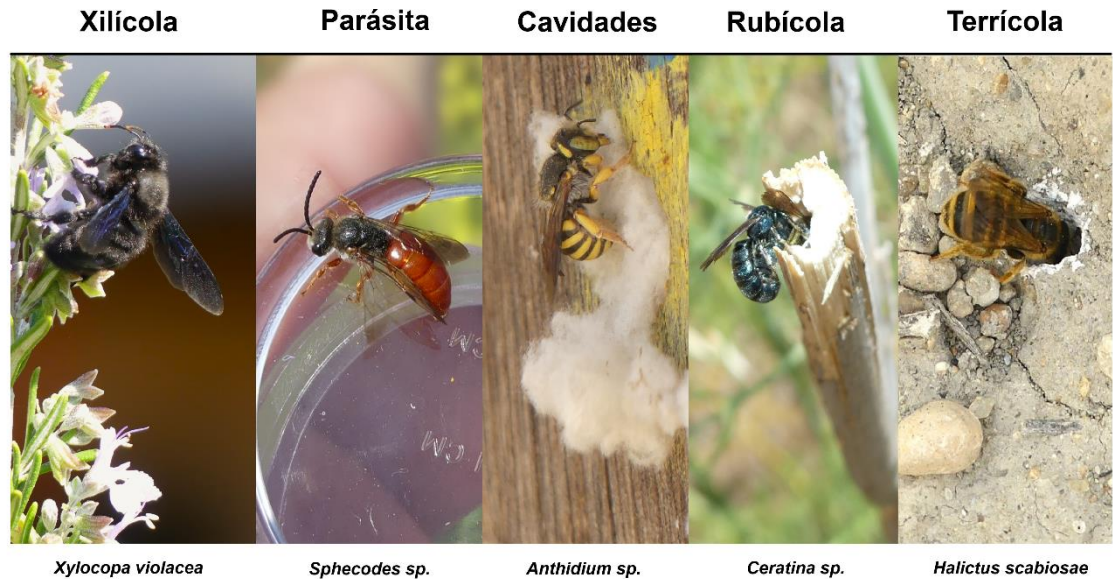 Xilícola Parásita Cavidades Rubícola Terrícola
Xylocopa violacea Sphecodes sp. Anthidium sp. Ceratina sp. Halictus scabiosae